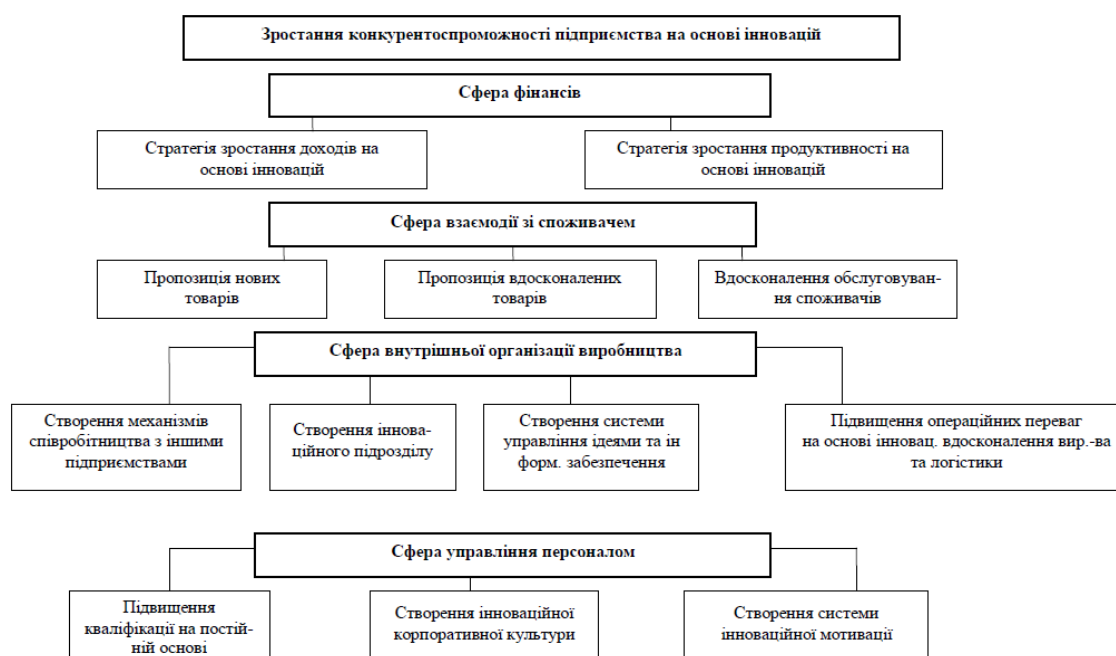 Зростання конкурентоспроможності підприємства на основі інновацій
Сфера фінансів
Стратегія зростання доходів на
основі інновацій
Стратегія зростання продуктивності на
основі інновацій
Сфера взаємодії зі споживачем
Пропозиція нових
товарів
Пропозиція вдосконалених
товарів
Вдосконалення обслуговуван-
ня споживачів
Сфера внутрішньої організації виробництва
Створення механізмів
співробітництва з іншими
підприємствами
Створення іннова-
ційного підрозділу
Створення системи
управління ідеями та ін
форм. забезпечення
Підвищення операційних переваг
на основі інновац. вдосконалення вир.-ва
та логістики
Сфера управління персоналом
Підвищення
кваліфікації на постій-
ній основі
Створення інноваційної
корпоративної культури
Створення системи
інноваційної мотивації